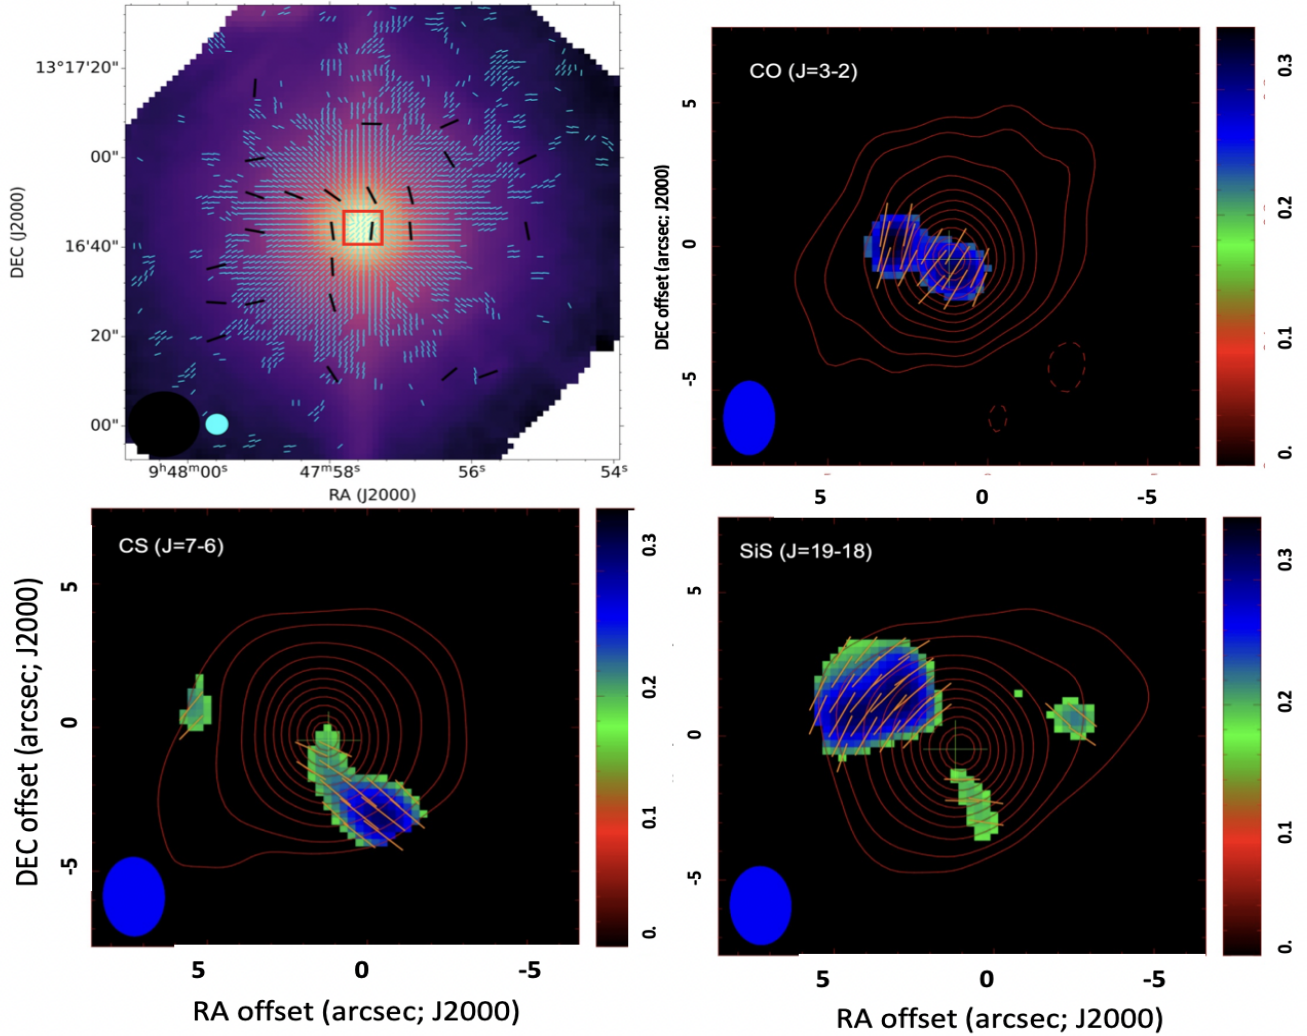 13°17'20"
00"
16'40"
20"
00"
DEC (J2000)
9ʰ48ᵐ00ˢ
47ᵐ58ˢ
56ˢ
54ˢ
RA (J2000)
CO (J=3-2)
DEC offset (arcsec; J2000)
5
0
-5
5
0
-5
0.3
0.2
0.1
0.
CS (J=7-6)
DEC offset (arcsec; J2000)
5
0
-5
5
0
-5
RA offset (arcsec; J2000)
0.3
0.2
0.1
0.
SiS (J=19-18)
5
0
-5
5
0
-5
RA offset (arcsec; J2000)
0.3
0.2
0.1
0.